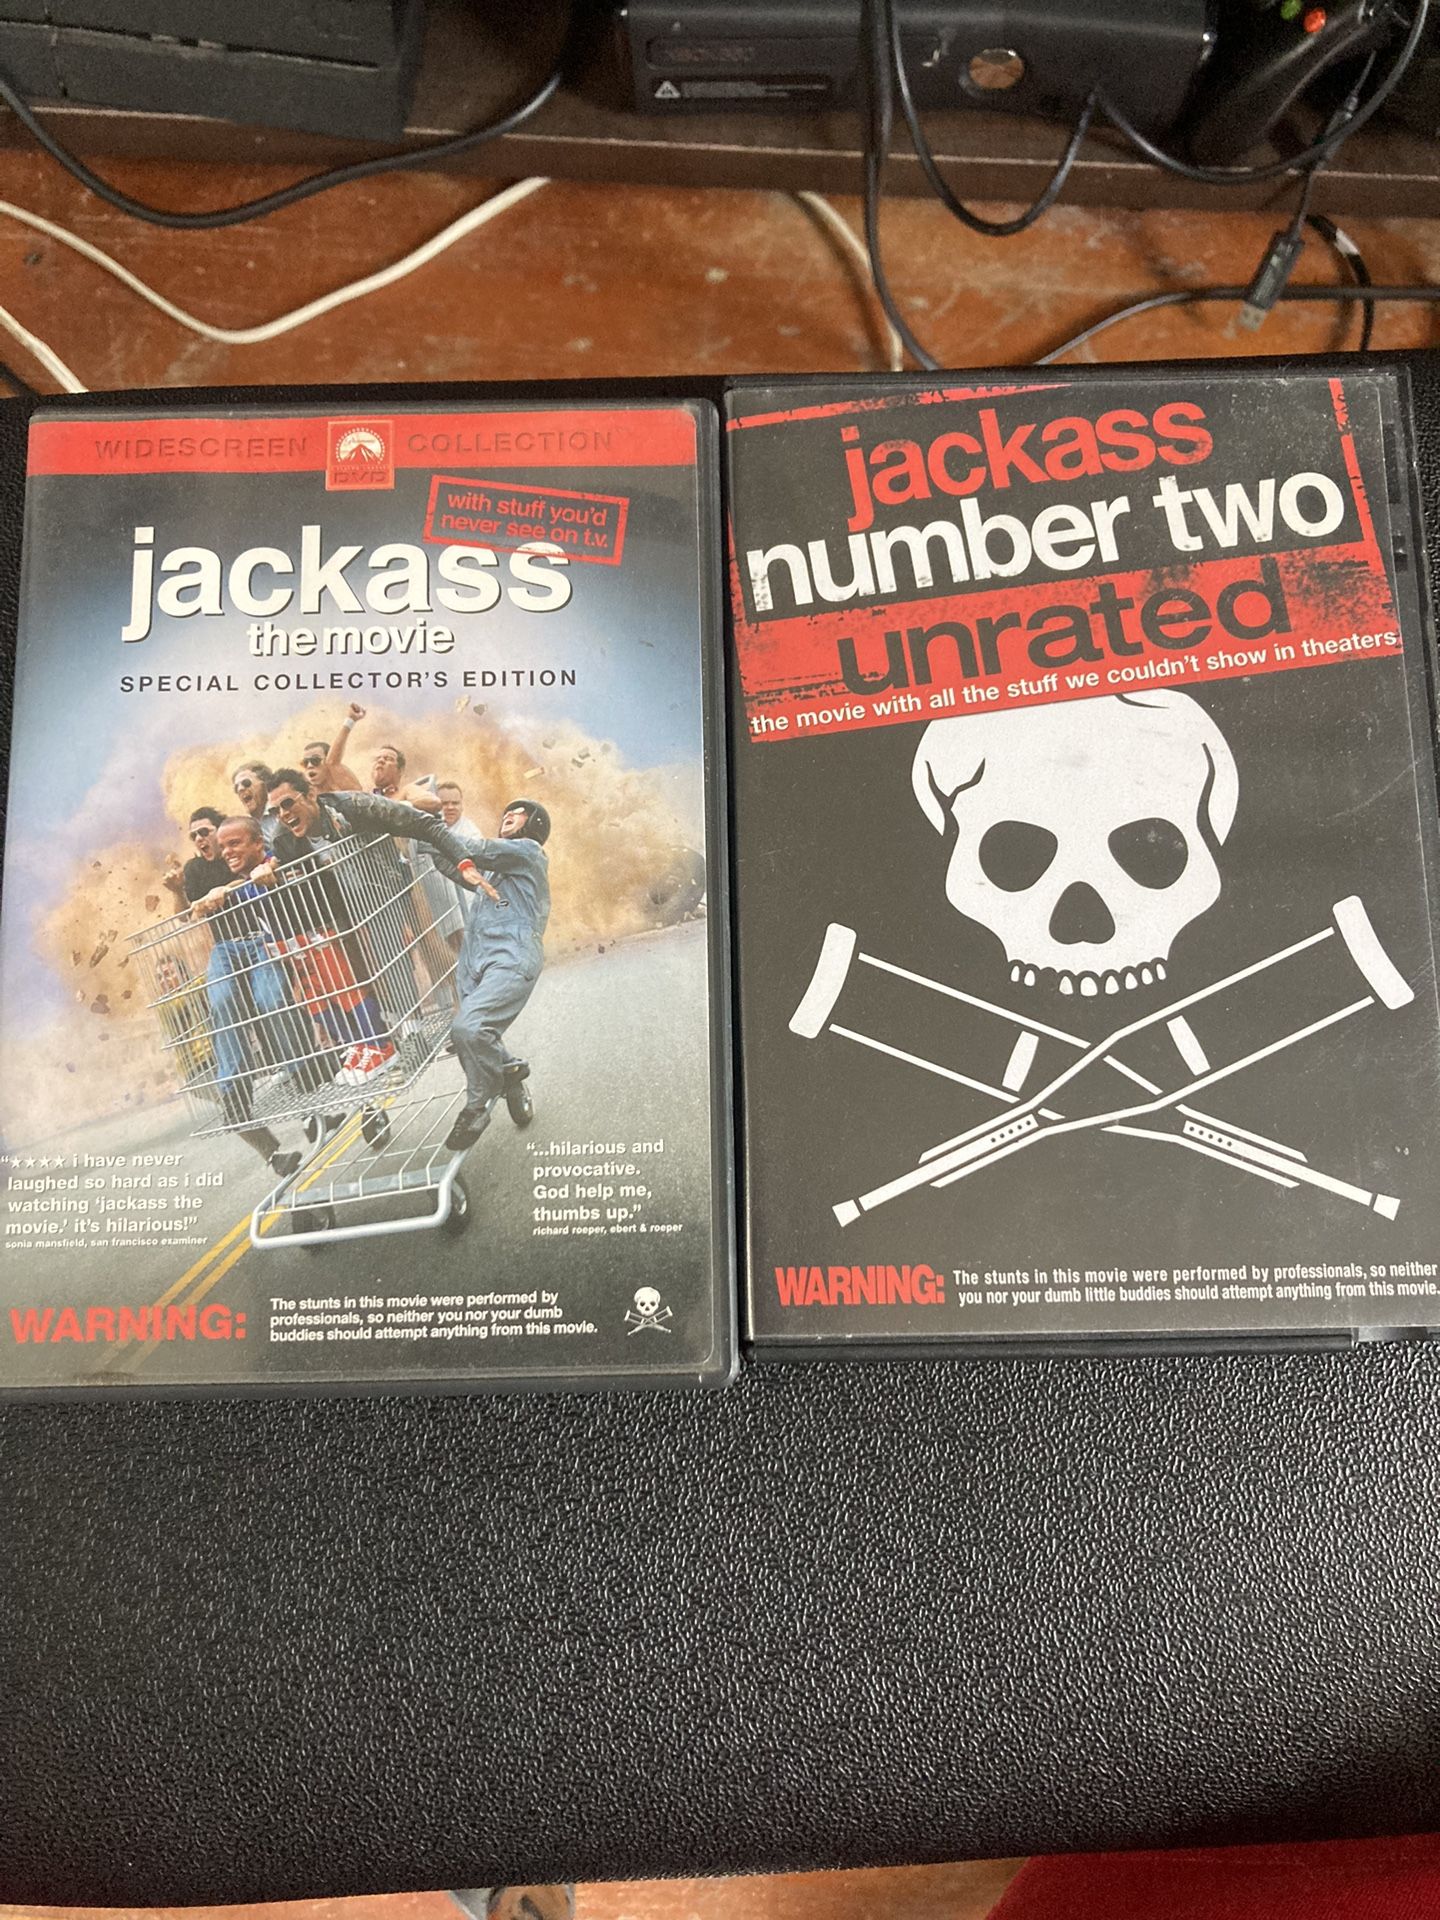 WIDESCREEN COLLECTION
DVD
with stuff you'd
never see on t.v.
jackass
the movie
SPECIAL COLLECTOR'S EDITION
"★★★★ i have never
laughed so hard as i did
watching 'jackass the
movie,' it's hilarious!"
sonia mansfield, san francisco examiner
"...hilarious and
provocative.
God help me,
thumbs up."
richard roeper, ebert & roeper
WARNING:
The stunts in this movie were performed by
professionals, so neither you nor your dumb
buddies should attempt anything from this movie.
jackass
number two
unrated
the movie with all the stuff we couldn't show in theaters
WARNING:
The stunts in this movie were performed by professionals, so neither
you nor your dumb little buddies should attempt anything from this movie.